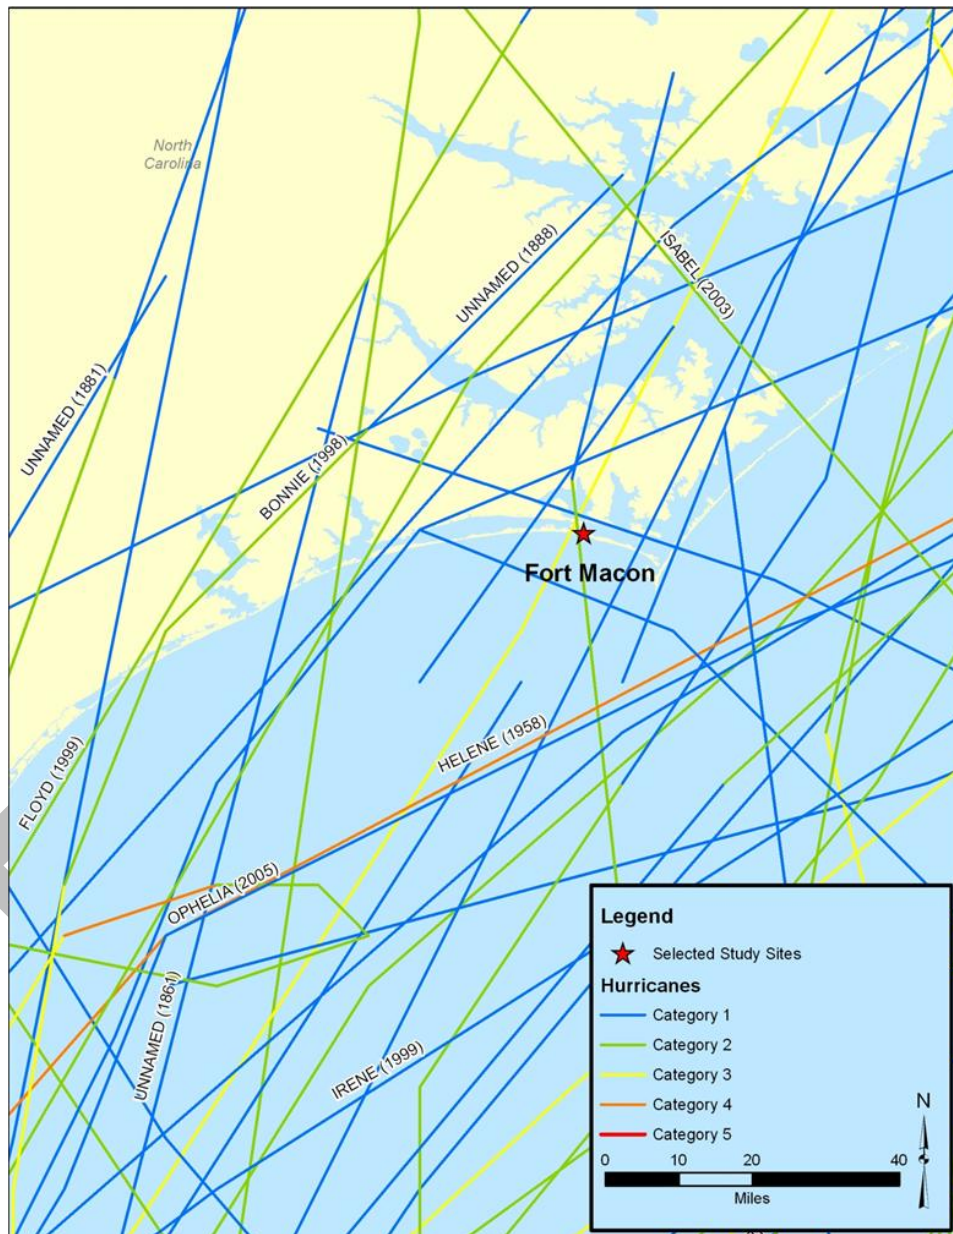 North
Carolina
UNNAMED (1888)
ISABEL (2003)
UNNAMED (1881)
BONNIE (1998)
Fort Macon
FLOYD (1999)
HELENE (1958)
OPHELIA (2005)
UNNAMED (1861)
IRENE (1999)
Legend
Selected Study Sites
Hurricanes
Category 1
Category 2
Category 3
Category 4
Category 5
N
0 10 20 40
Miles